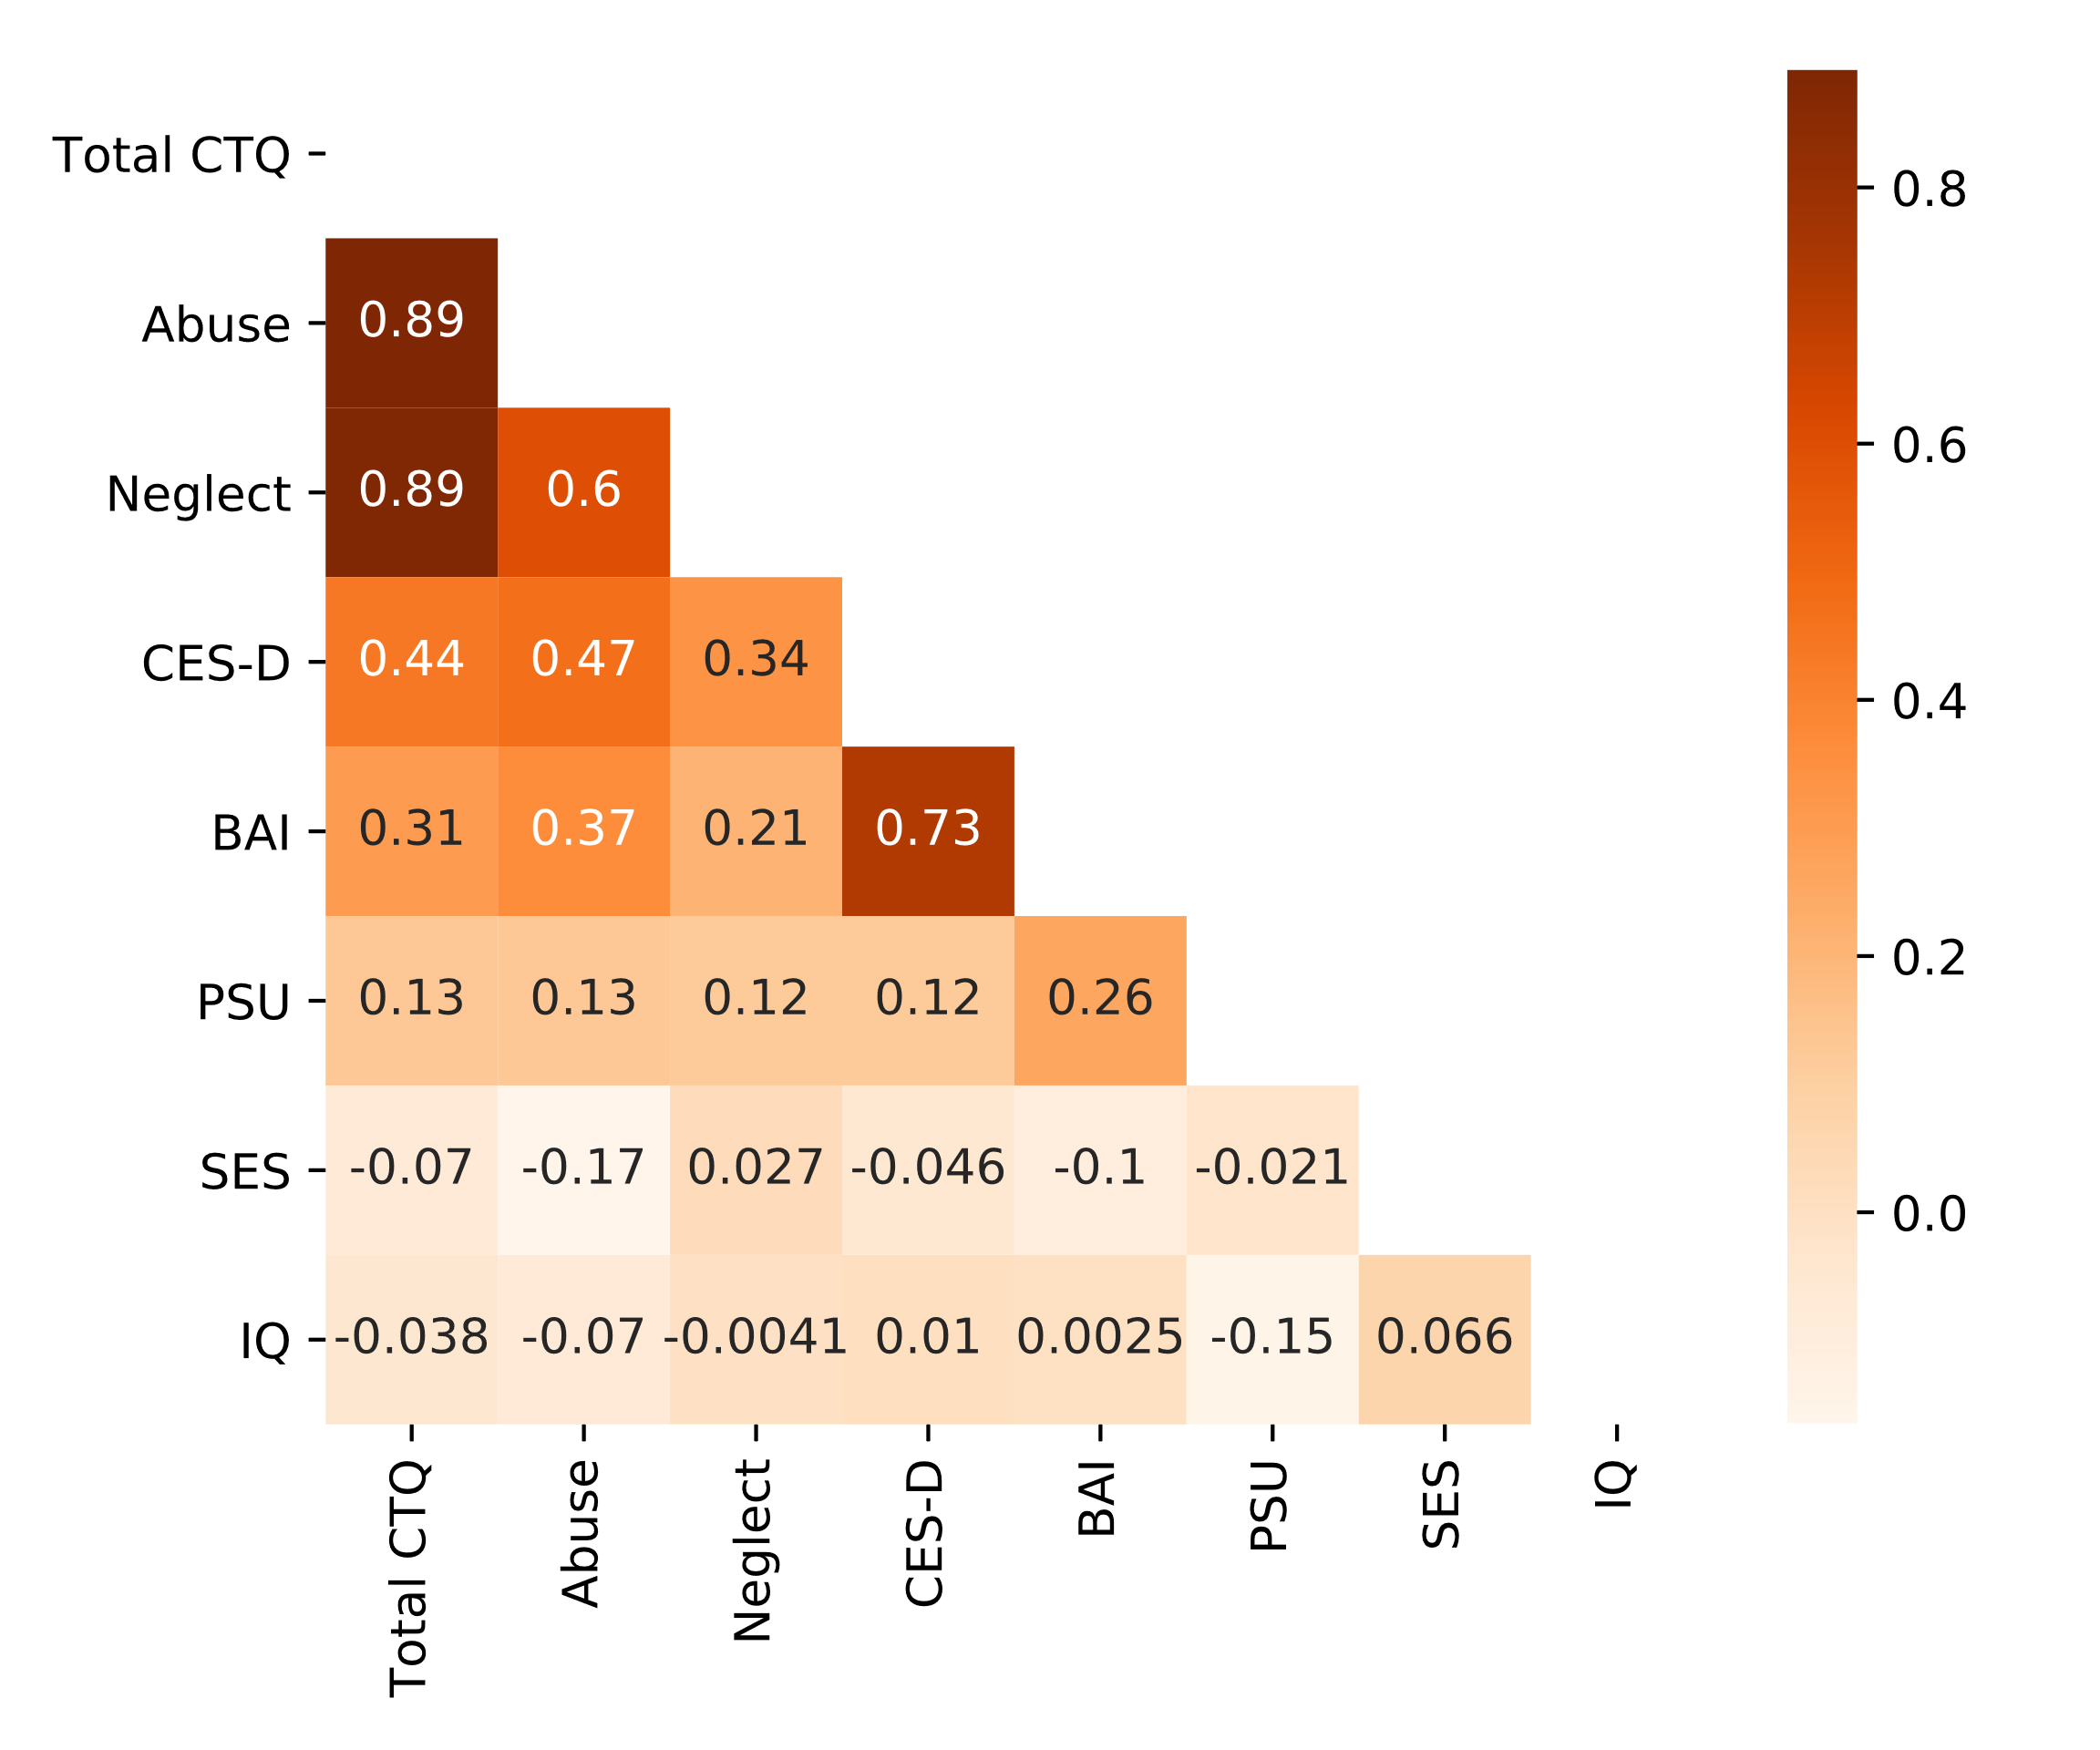 Total CTQ
0.8
Abuse 0.89
0.6
Neglect 0.89 0.6
CES-D 0.44 0.47 0.34
0.4
BAI 0.31 0.37 0.21 0.73
0.2
PSU 0.13 0.13 0.12 0.12 0.26
SES -0.07 -0.17 0.027 -0.046 -0.1 -0.021
0.0
IQ -0.038 -0.07 -0.0041 0.01 0.0025 -0.15 0.066
Total CTQ
Abuse
Neglect
CES-D
BAI
PSU
SES
IQ